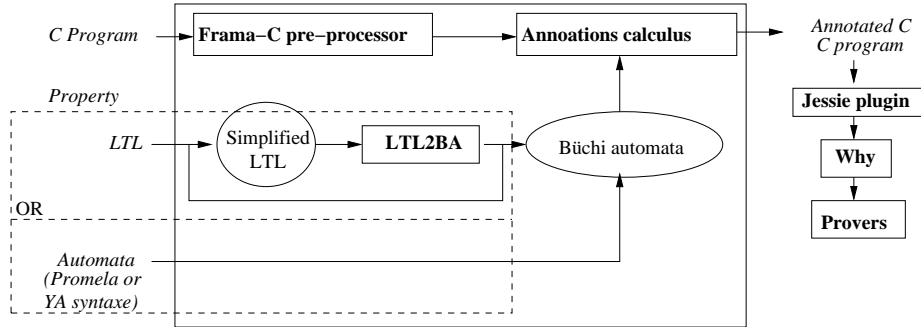 C Program
Frama−C pre−processor
Annoations calculus
Annotated C
C program
Property
Jessie plugin
LTL
Simplified
LTL
LTL2BA
Büchi automata
Why
OR
Provers
Automata
(Promela or
YA syntaxe)